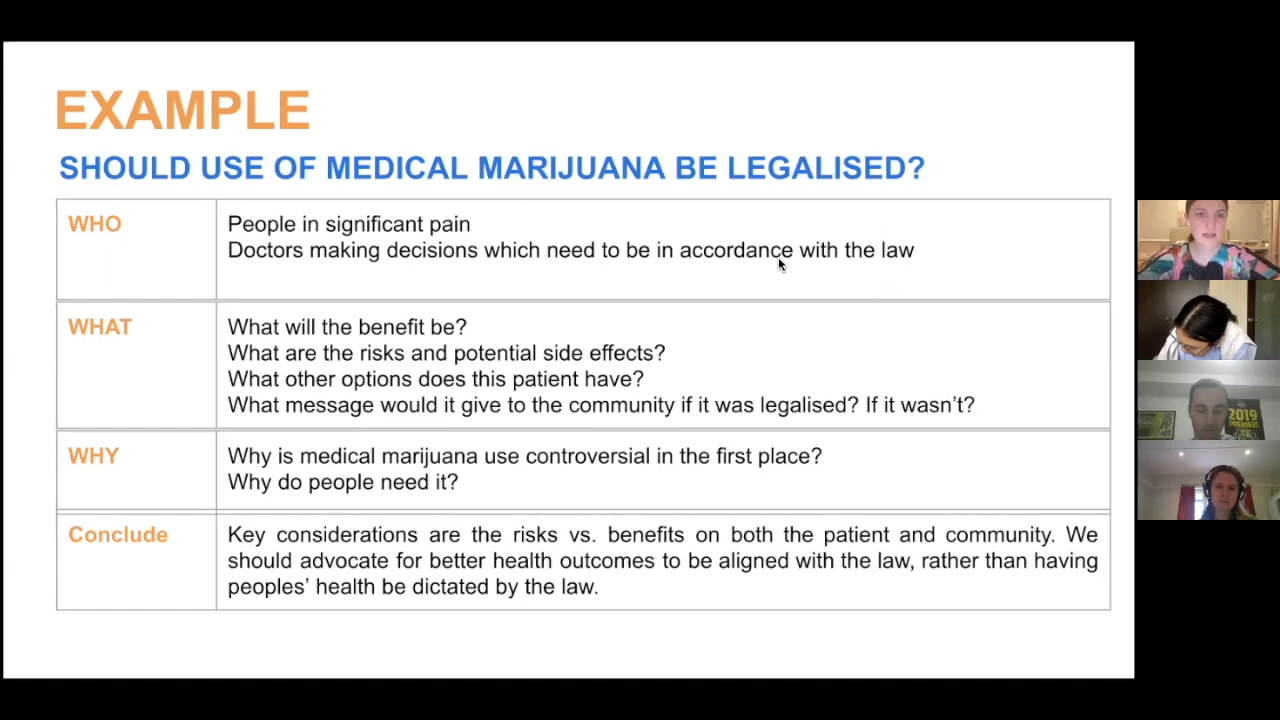 EXAMPLE
SHOULD USE OF MEDICAL MARIJUANA BE LEGALISED?
WHO
People in significant pain
Doctors making decisions which need to be in accordance with the law
WHAT
What will the benefit be?
What are the risks and potential side effects?
What other options does this patient have?
What message would it give to the community if it was legalised? If it wasn't?
WHY
Why is medical marijuana use controversial in the first place?
Why do people need it?
Conclude
Key considerations are the risks vs. benefits on both the patient and community. We
should advocate for better health outcomes to be aligned with the law, rather than having
peoples' health be dictated by the law.
2019
PREMIERS